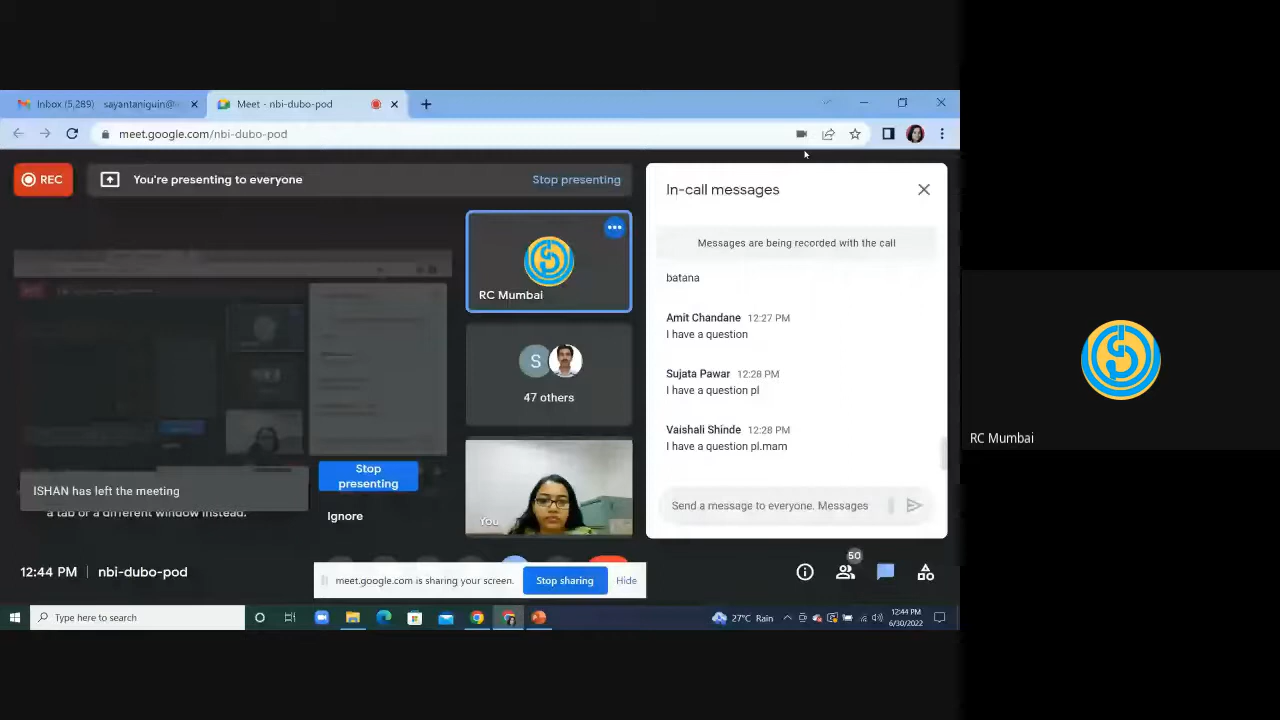 Inbox (5,289)
sayantaniguin@
Meet - nbi-dubo-pod
meet.google.com/nbi-dubo-pod
REC
You're presenting to everyone
Stop presenting
RC Mumbai
S
47 others
Stop
presenting
Ignore
ISHAN has left the meeting
a tab or a different window instead.
You
In-call messages
Messages are being recorded with the call
batana
Amit Chandane 12:27 PM
I have a question
Sujata Pawar 12:28 PM
I have a question pl
Vaishali Shinde 12:28 PM
I have a question pl.mam
Send a message to everyone. Messages
12:44 PM | nbi-dubo-pod
meet.google.com is sharing your screen.
Stop sharing
Hide
50
Type here to search
27°C Rain
12:44 PM
6/30/2022
RC Mumbai